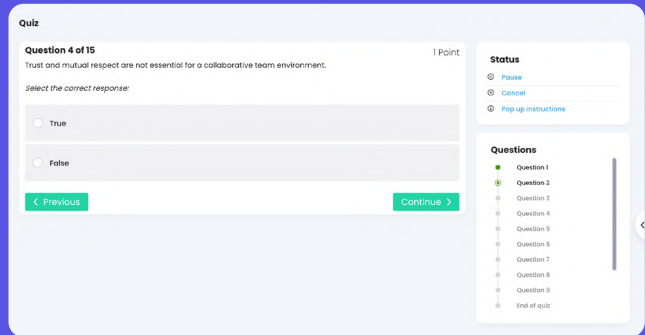 Quiz
Question 4 of 15
1 Point
Trust and mutual respect are not essential for a collaborative team environment.
Select the correct response:
True
False
Previous
Continue
Status
Pause
Cancel
Pop up instructions
Questions
Question 1
Question 2
Question 3
Question 4
Question 5
Question 6
Question 7
Question 8
Question 9
End of quiz